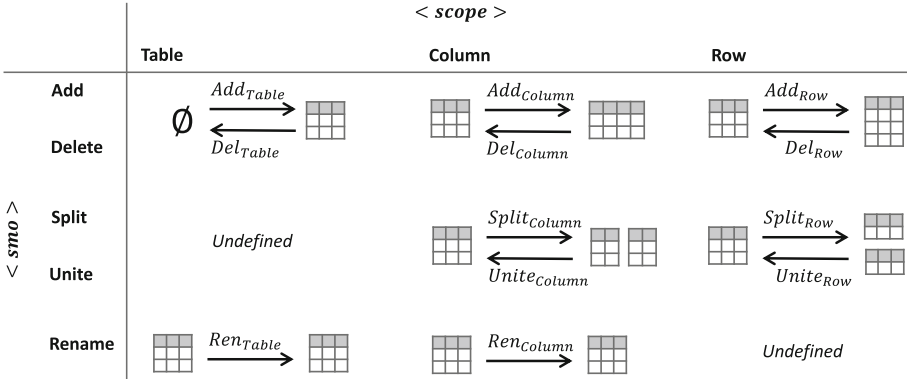 < scope >
Table Column Row
Add
Add_Table Add_Column Add_Row
∅
Delete
Del_Table Del_Column Del_Row
< smo >
Split
Split_Column Split_Row
Undefined
Unite
Unite_Column Unite_Row
Rename
Ren_Table Ren_Column
Undefined